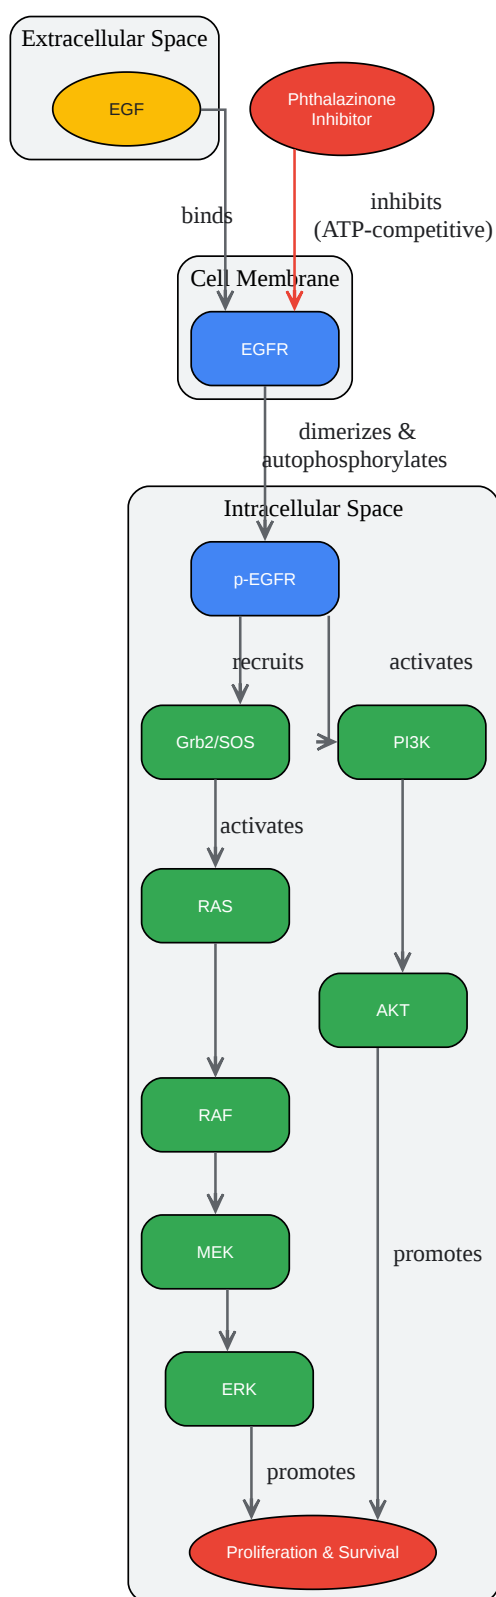 Extracellular Space
EGF
Phthalazinone
Inhibitor
binds
inhibits
(ATP-competitive)
Cell Membrane
EGFR
dimerizes &
autophosphorylates
Intracellular Space
p-EGFR
recruits
activates
Grb2/SOS
PI3K
activates
RAS
AKT
RAF
MEK
promotes
ERK
promotes
Proliferation & Survival